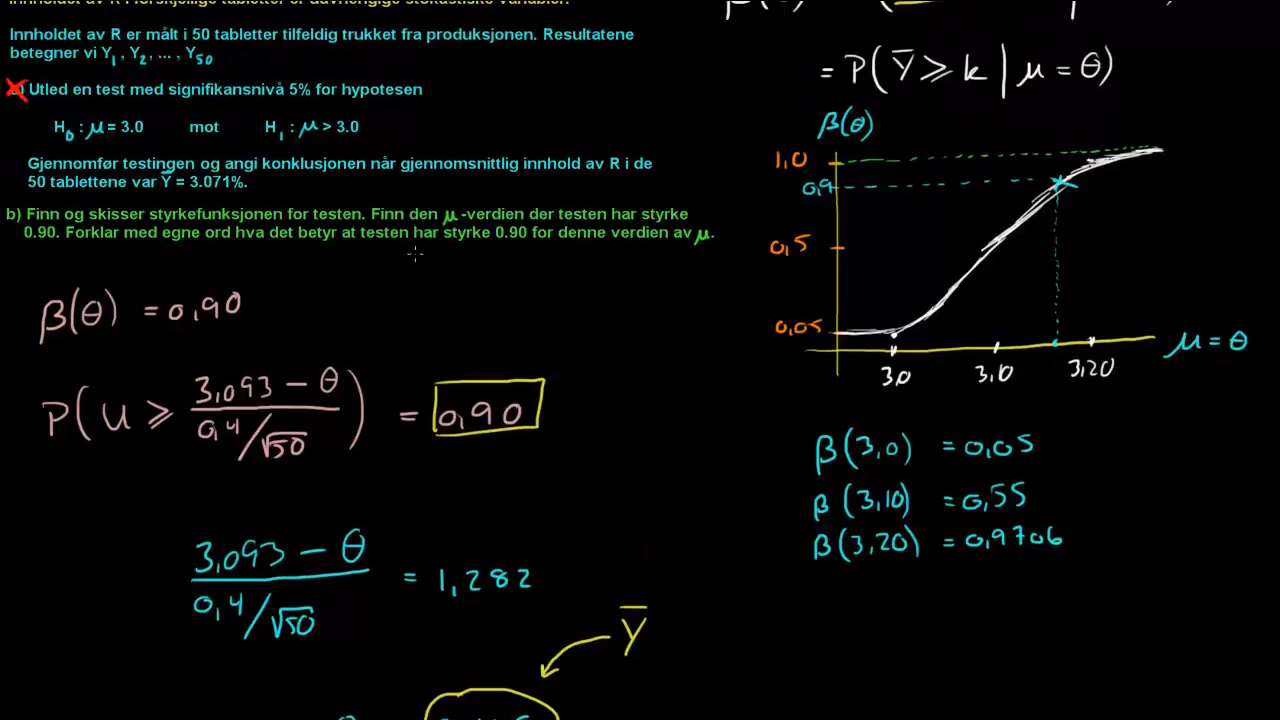 Innholdet av R er målt i 50 tabletter tilfeldig trukket fra produksjonen. Resultatene
betegner vi Y1 , Y2, ... , Y50
a) Utled en test med signifikansnivå 5% for hypotesen
H0 : μ = 3.0 mot H1 : μ > 3.0
Gjennomfør testingen og angi konklusjonen når gjennomsnittlig innhold av R i de
50 tablettene var Y̅ = 3.071%.
b) Finn og skisser styrkefunksjonen for testen. Finn den μ-verdien der testen har styrke
0.90. Forklar med egne ord hva det betyr at testen har styrke 0.90 for denne verdien av μ.
β(θ) = 0,90
P(U ≥ (3,093 − θ) / (0,4/√50)) = 0,90
(3,093 − θ) / (0,4/√50) = 1,282
Y̅
= P(Y̅ ≥ k | μ = θ)
β(θ)
1,0
0,9
0,5
0,05
3,0 3,10 3,20
μ = θ
β(3,0) = 0,05
β(3,10) = 0,55
β(3,20) = 0,9706